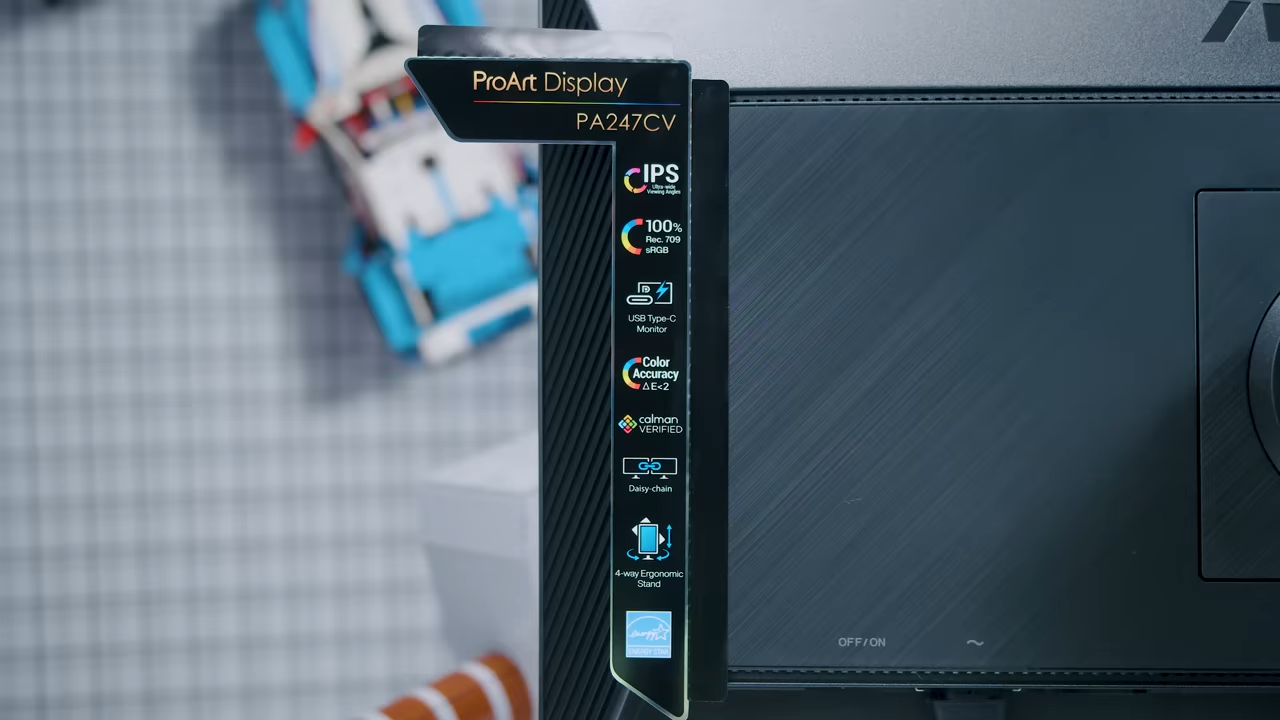 ProArt Display
PA247CV
IPS
Ultra-wide
Viewing Angles
100%
Rec. 709
sRGB
USB Type-C
Monitor
Color
Accuracy
Δ E<2
calman
VERIFIED
Daisy-chain
4-way Ergonomic
Stand
energy
ENERGY STAR
OFF/ON
~